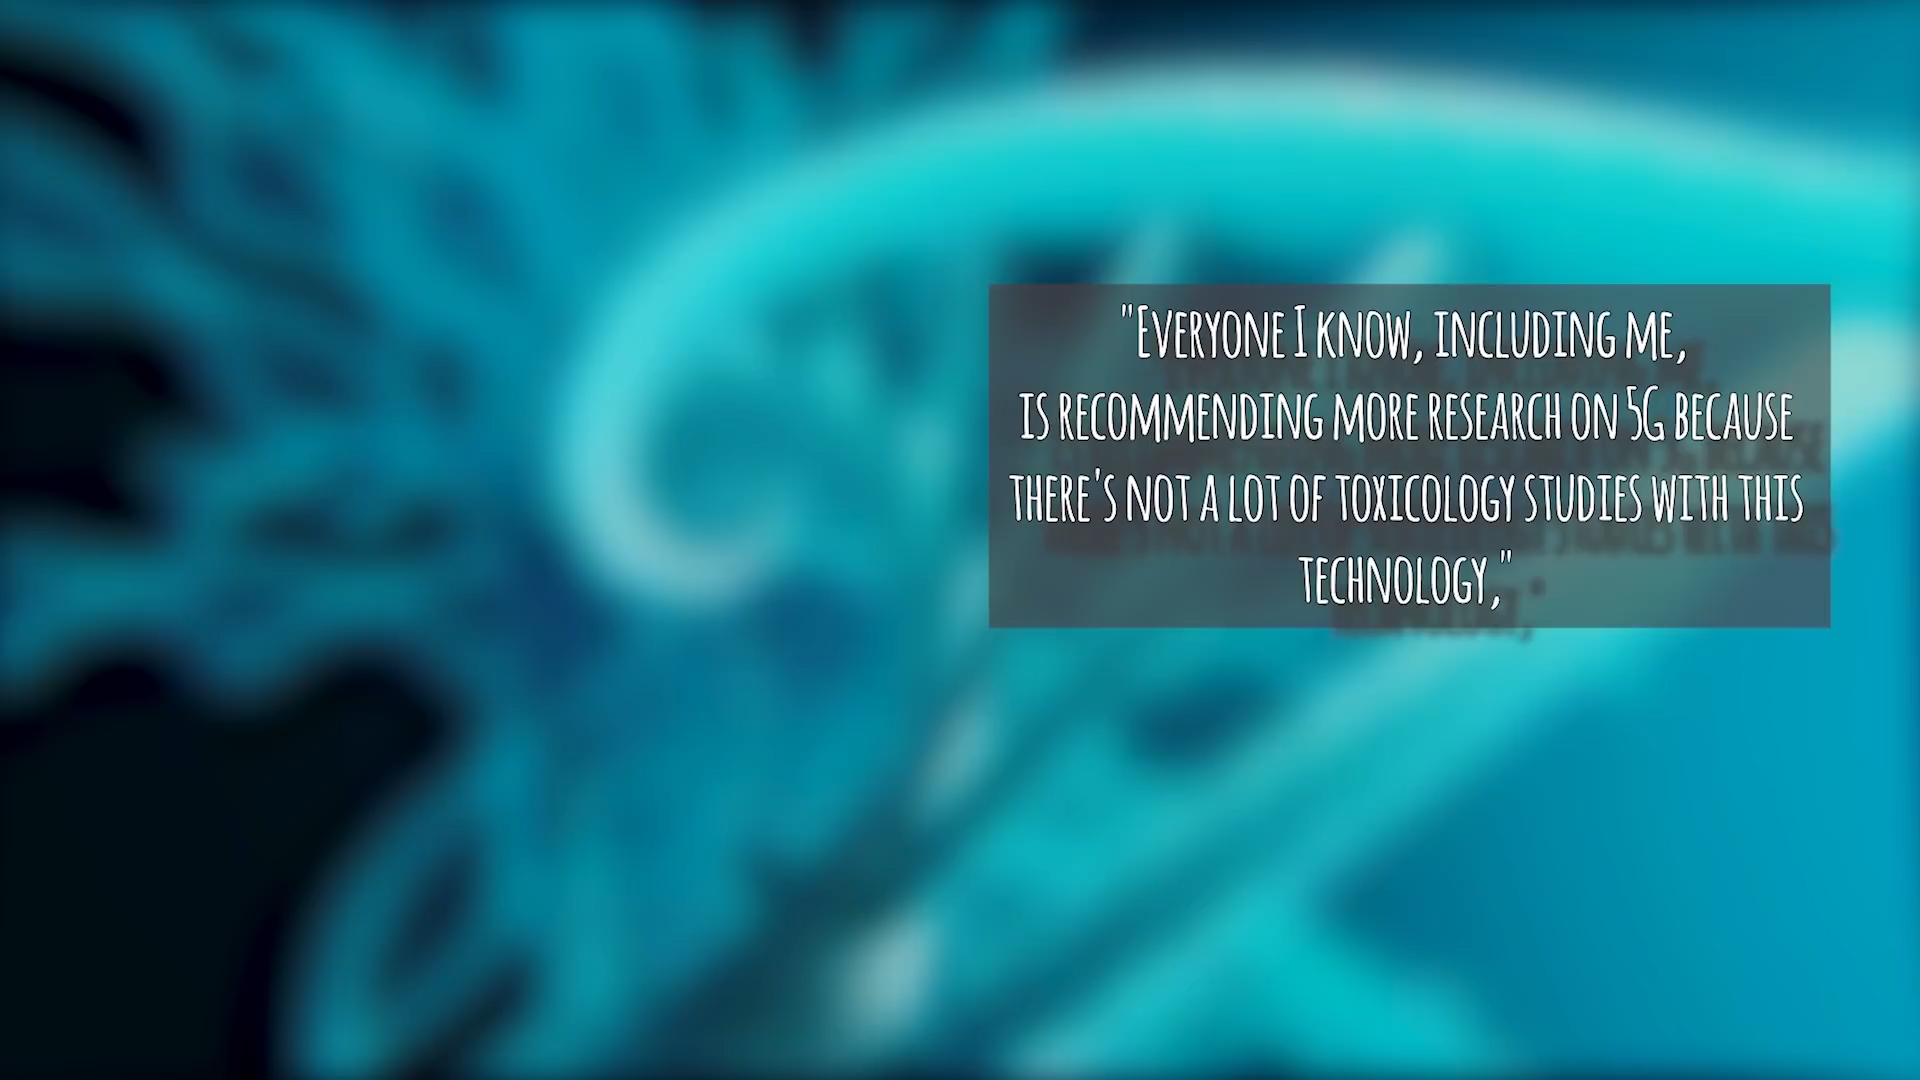 "Everyone I know, including me,
is recommending more research on 5G because
there's not a lot of toxicology studies with this
technology,"